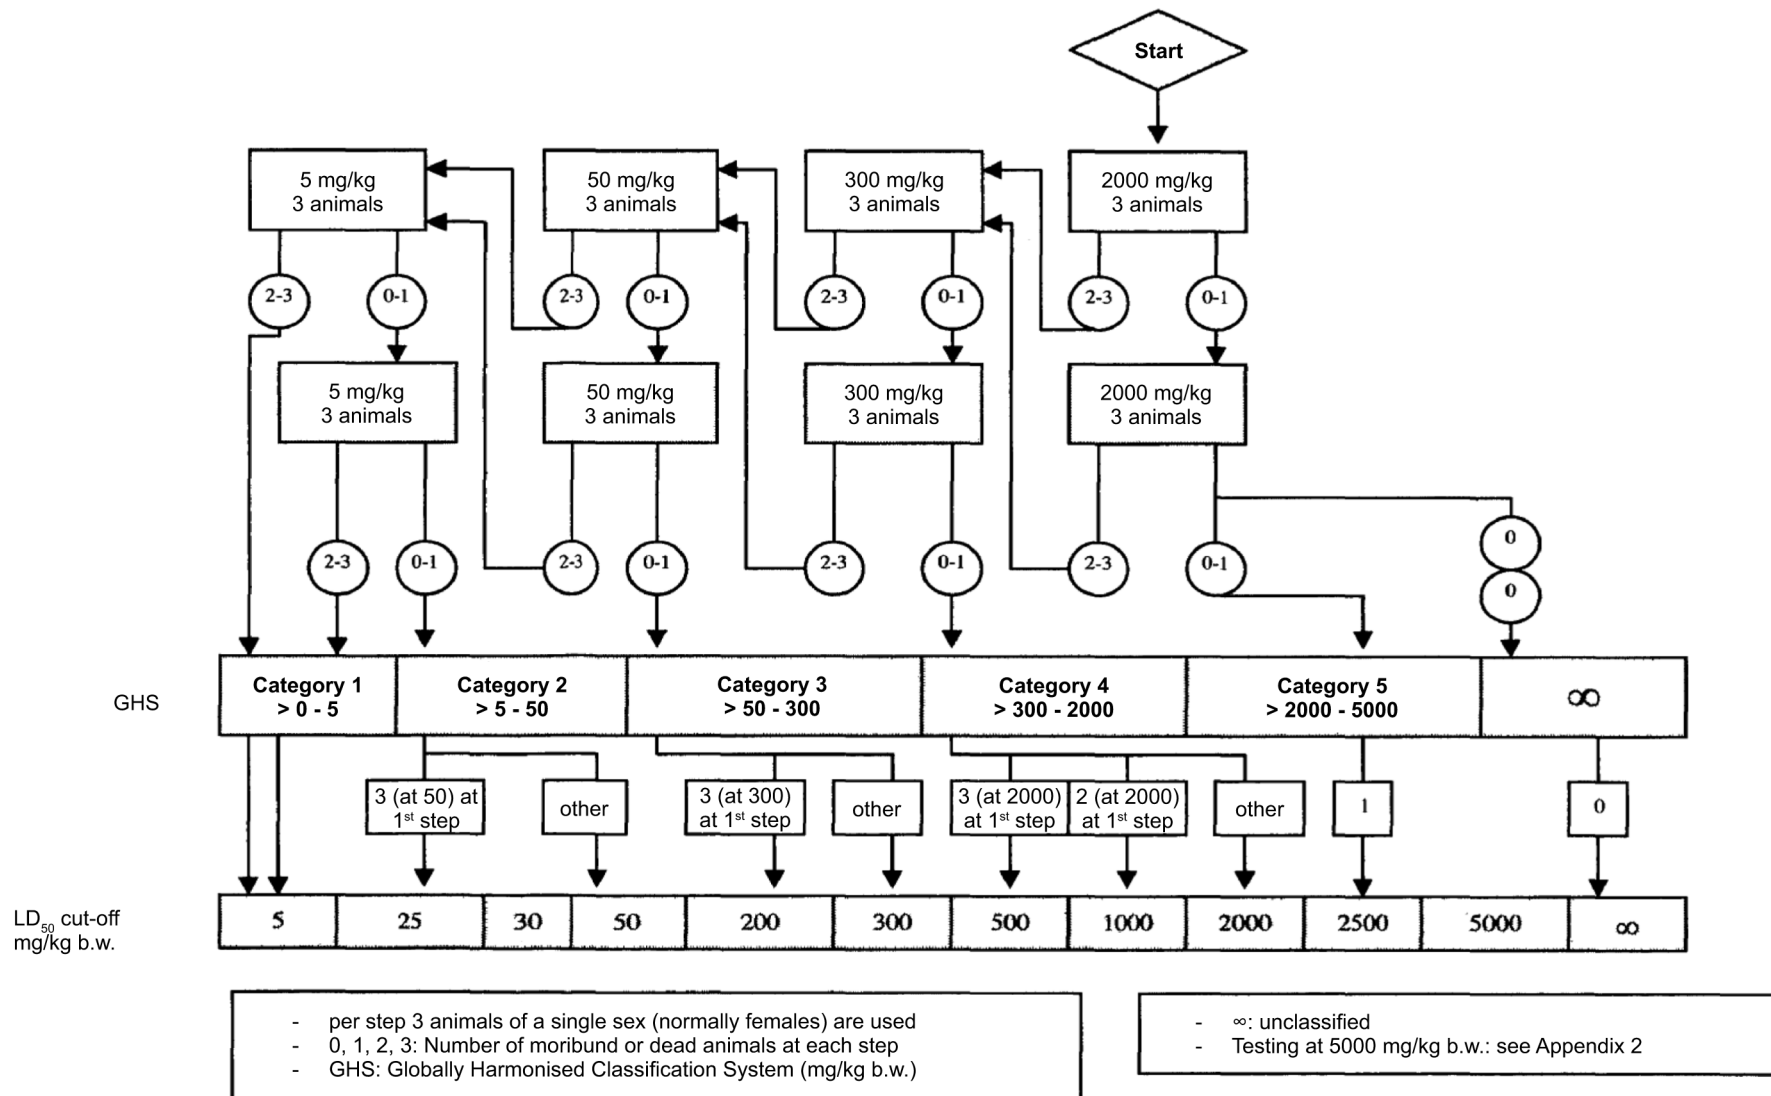 Start
5 mg/kg
3 animals
50 mg/kg
3 animals
300 mg/kg
3 animals
2000 mg/kg
3 animals
2-3
0-1
2-3
0-1
2-3
0-1
2-3
0-1
5 mg/kg
3 animals
50 mg/kg
3 animals
300 mg/kg
3 animals
2000 mg/kg
3 animals
2-3
0-1
2-3
0-1
2-3
0-1
2-3
0-1
0
0
GHS
Category 1
> 0 - 5
Category 2
> 5 - 50
Category 3
> 50 - 300
Category 4
> 300 - 2000
Category 5
> 2000 - 5000
∞
3 (at 50) at
1st step
other
3 (at 300)
at 1st step
other
3 (at 2000)
at 1st step
2 (at 2000)
at 1st step
other
1
0
LD50 cut-off
mg/kg b.w.
5
25
30
50
200
300
500
1000
2000
2500
5000
∞
- per step 3 animals of a single sex (normally females) are used
- 0, 1, 2, 3: Number of moribund or dead animals at each step
- GHS: Globally Harmonised Classification System (mg/kg b.w.)
- ∞: unclassified
- Testing at 5000 mg/kg b.w.: see Appendix 2